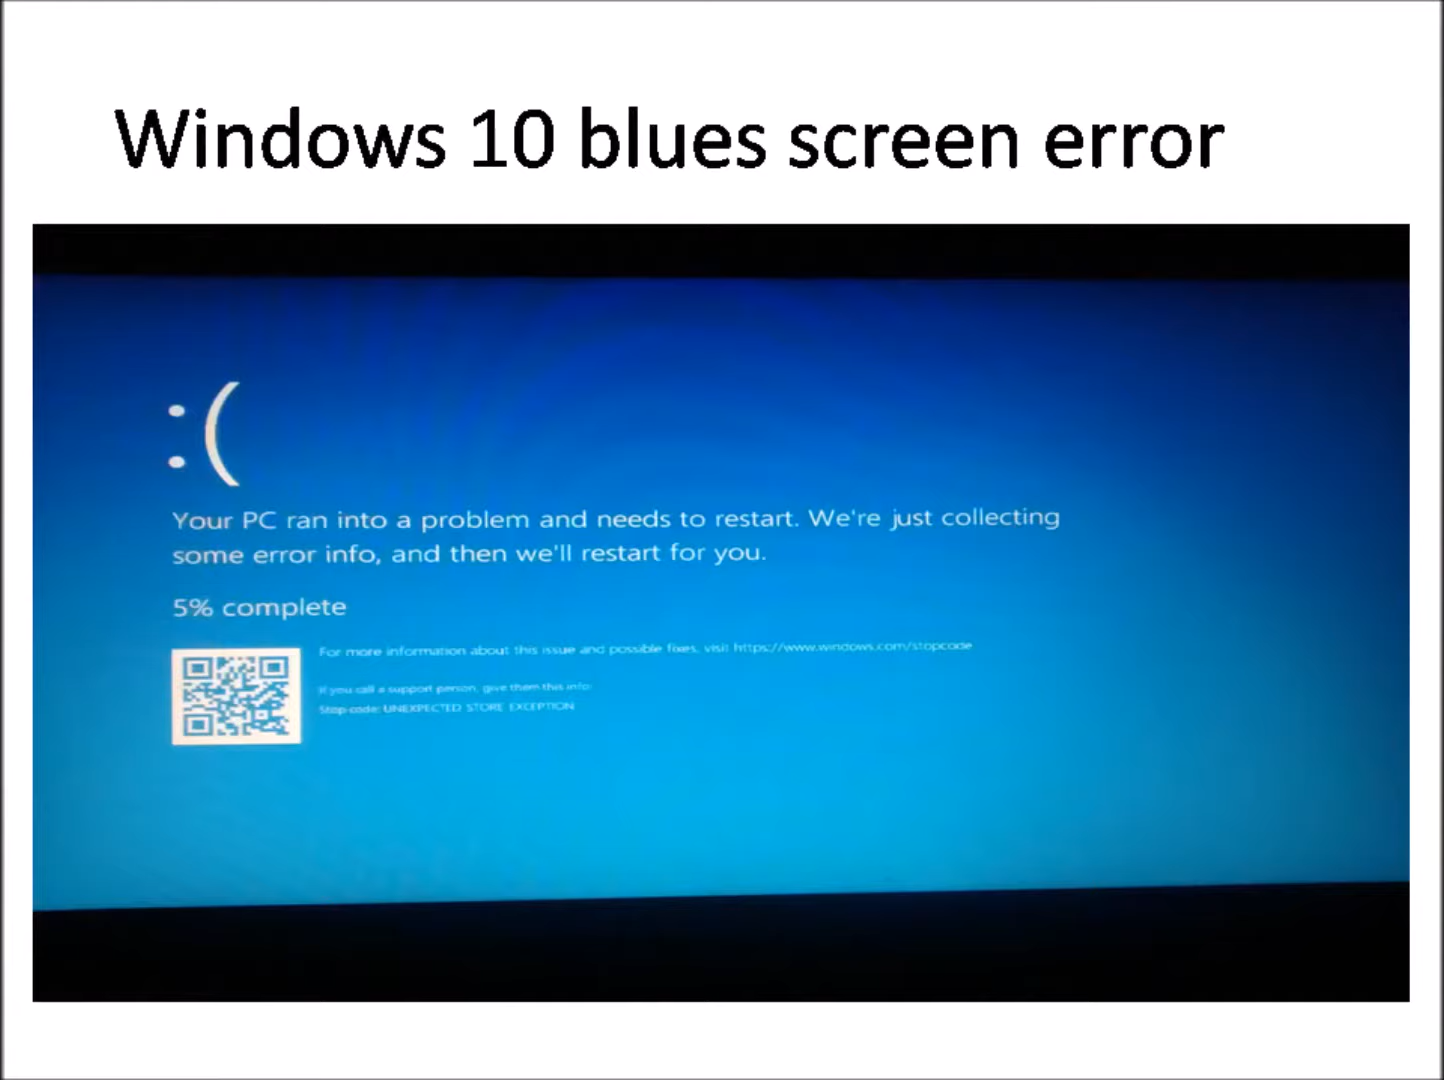 Windows 10 blues screen error
:(
Your PC ran into a problem and needs to restart. We're just collecting
some error info, and then we'll restart for you.
5% complete
For more information about this issue and possible fixes, visit https://www.windows.com/stopcode
If you call a support person, give them this info:
Stop code: UNEXPECTED STORE EXCEPTION